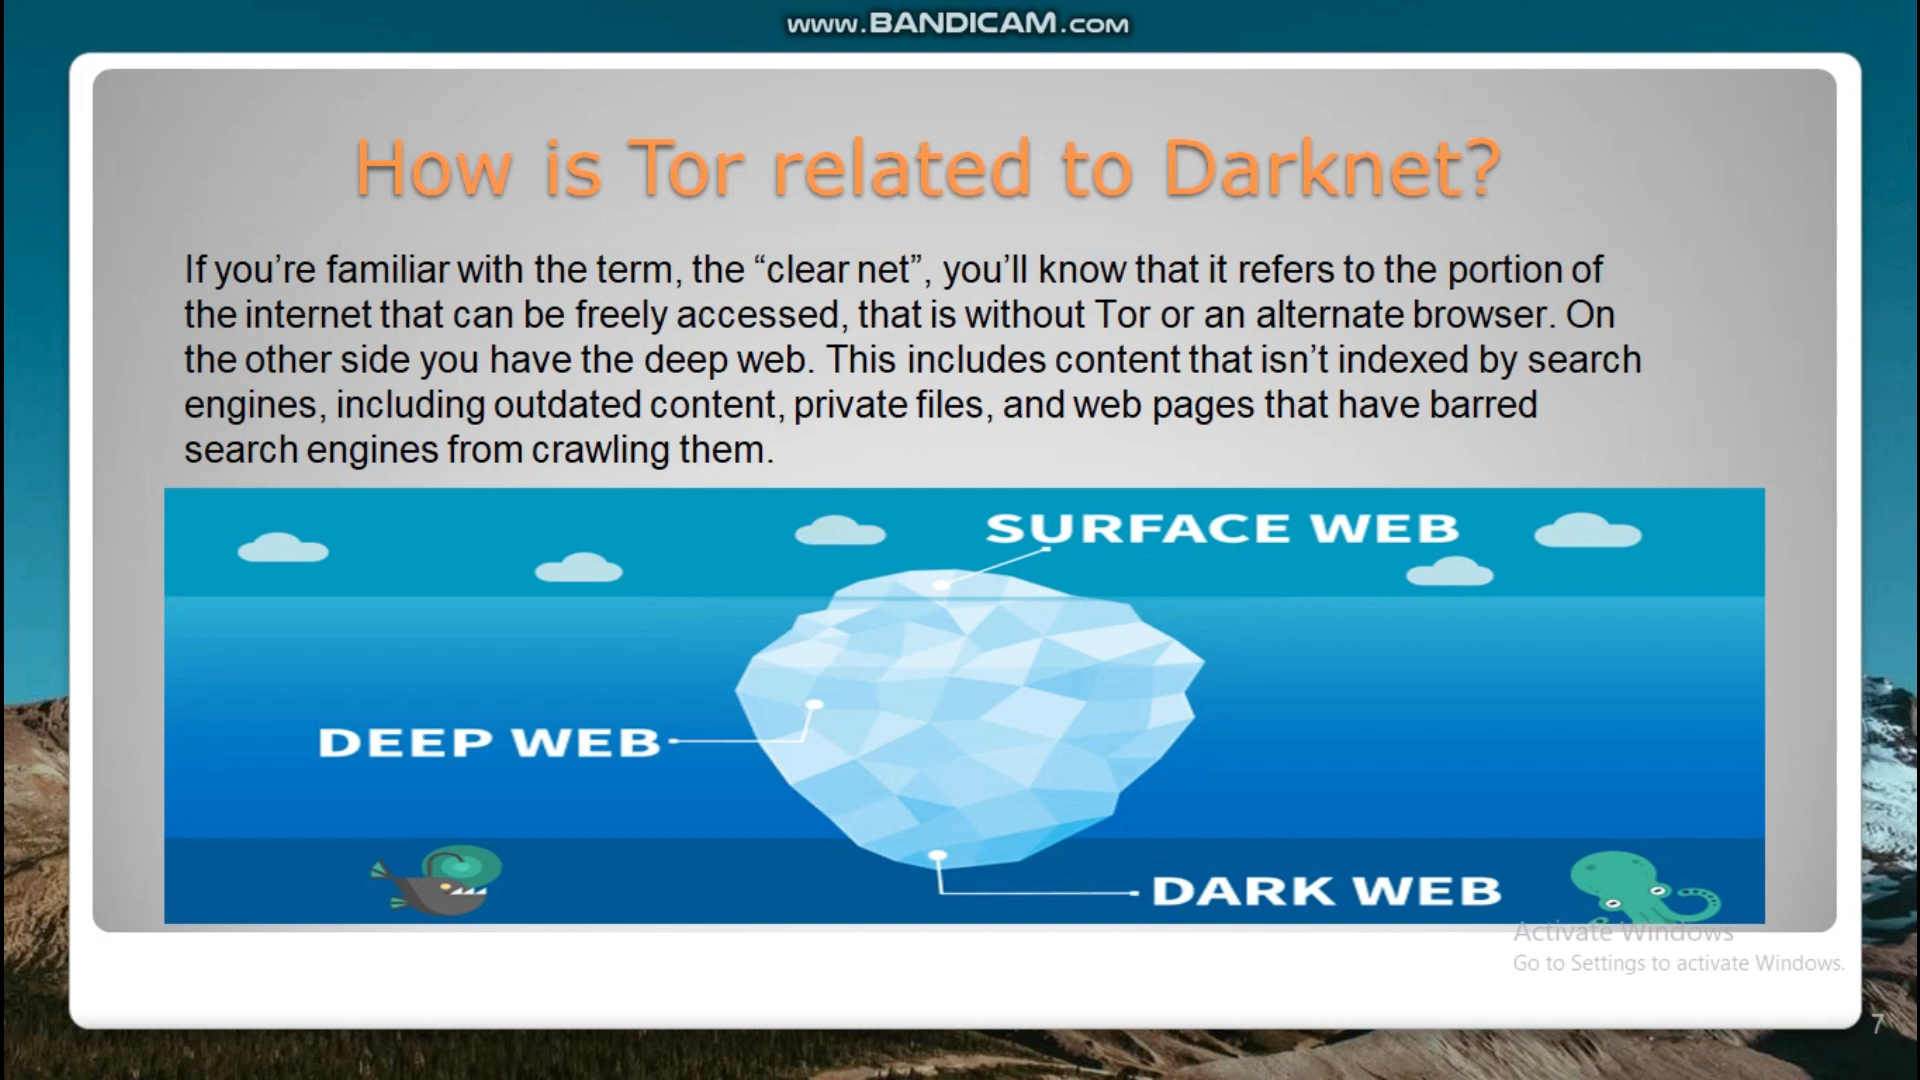 www.BANDICAM.com
How is Tor related to Darknet?
If you’re familiar with the term, the “clear net”, you’ll know that it refers to the portion of
the internet that can be freely accessed, that is without Tor or an alternate browser. On
the other side you have the deep web. This includes content that isn’t indexed by search
engines, including outdated content, private files, and web pages that have barred
search engines from crawling them.
SURFACE WEB
DEEP WEB
DARK WEB
Activate Windows
Go to Settings to activate Windows.
7